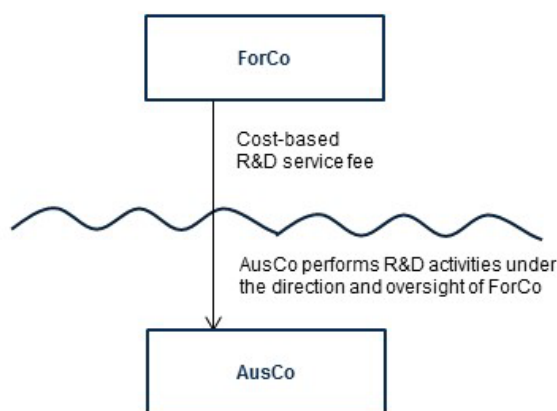 ForCo
Cost-based
R&D service fee
AusCo performs R&D activities under
the direction and oversight of ForCo
AusCo